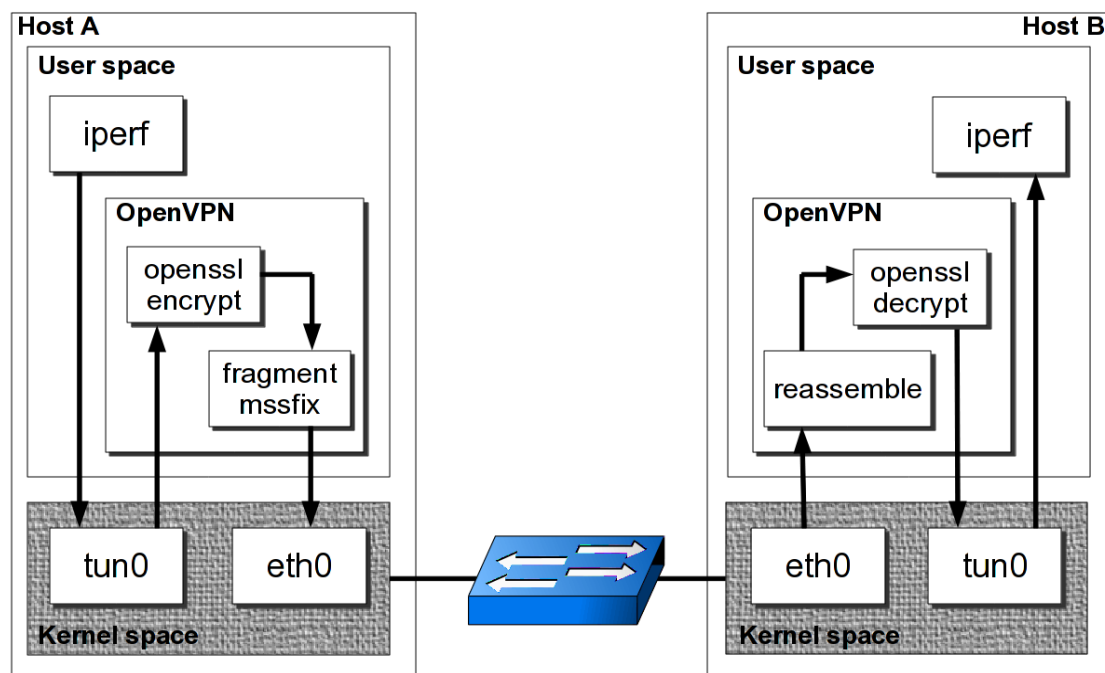 Host A
User space
iperf
OpenVPN
openssl
encrypt
fragment
mssfix
tun0
eth0
Kernel space
Host B
User space
iperf
OpenVPN
openssl
decrypt
reassemble
eth0
tun0
Kernel space